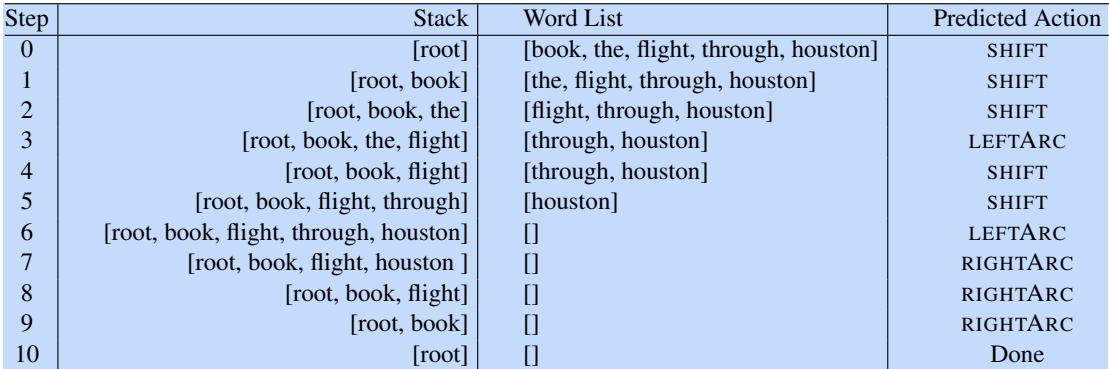 Step Stack Word List Predicted Action
0 [root] [book, the, flight, through, houston] SHIFT
1 [root, book] [the, flight, through, houston] SHIFT
2 [root, book, the] [flight, through, houston] SHIFT
3 [root, book, the, flight] [through, houston] LEFTARC
4 [root, book, flight] [through, houston] SHIFT
5 [root, book, flight, through] [houston] SHIFT
6 [root, book, flight, through, houston] [] LEFTARC
7 [root, book, flight, houston ] [] RIGHTARC
8 [root, book, flight] [] RIGHTARC
9 [root, book] [] RIGHTARC
10 [root] [] Done